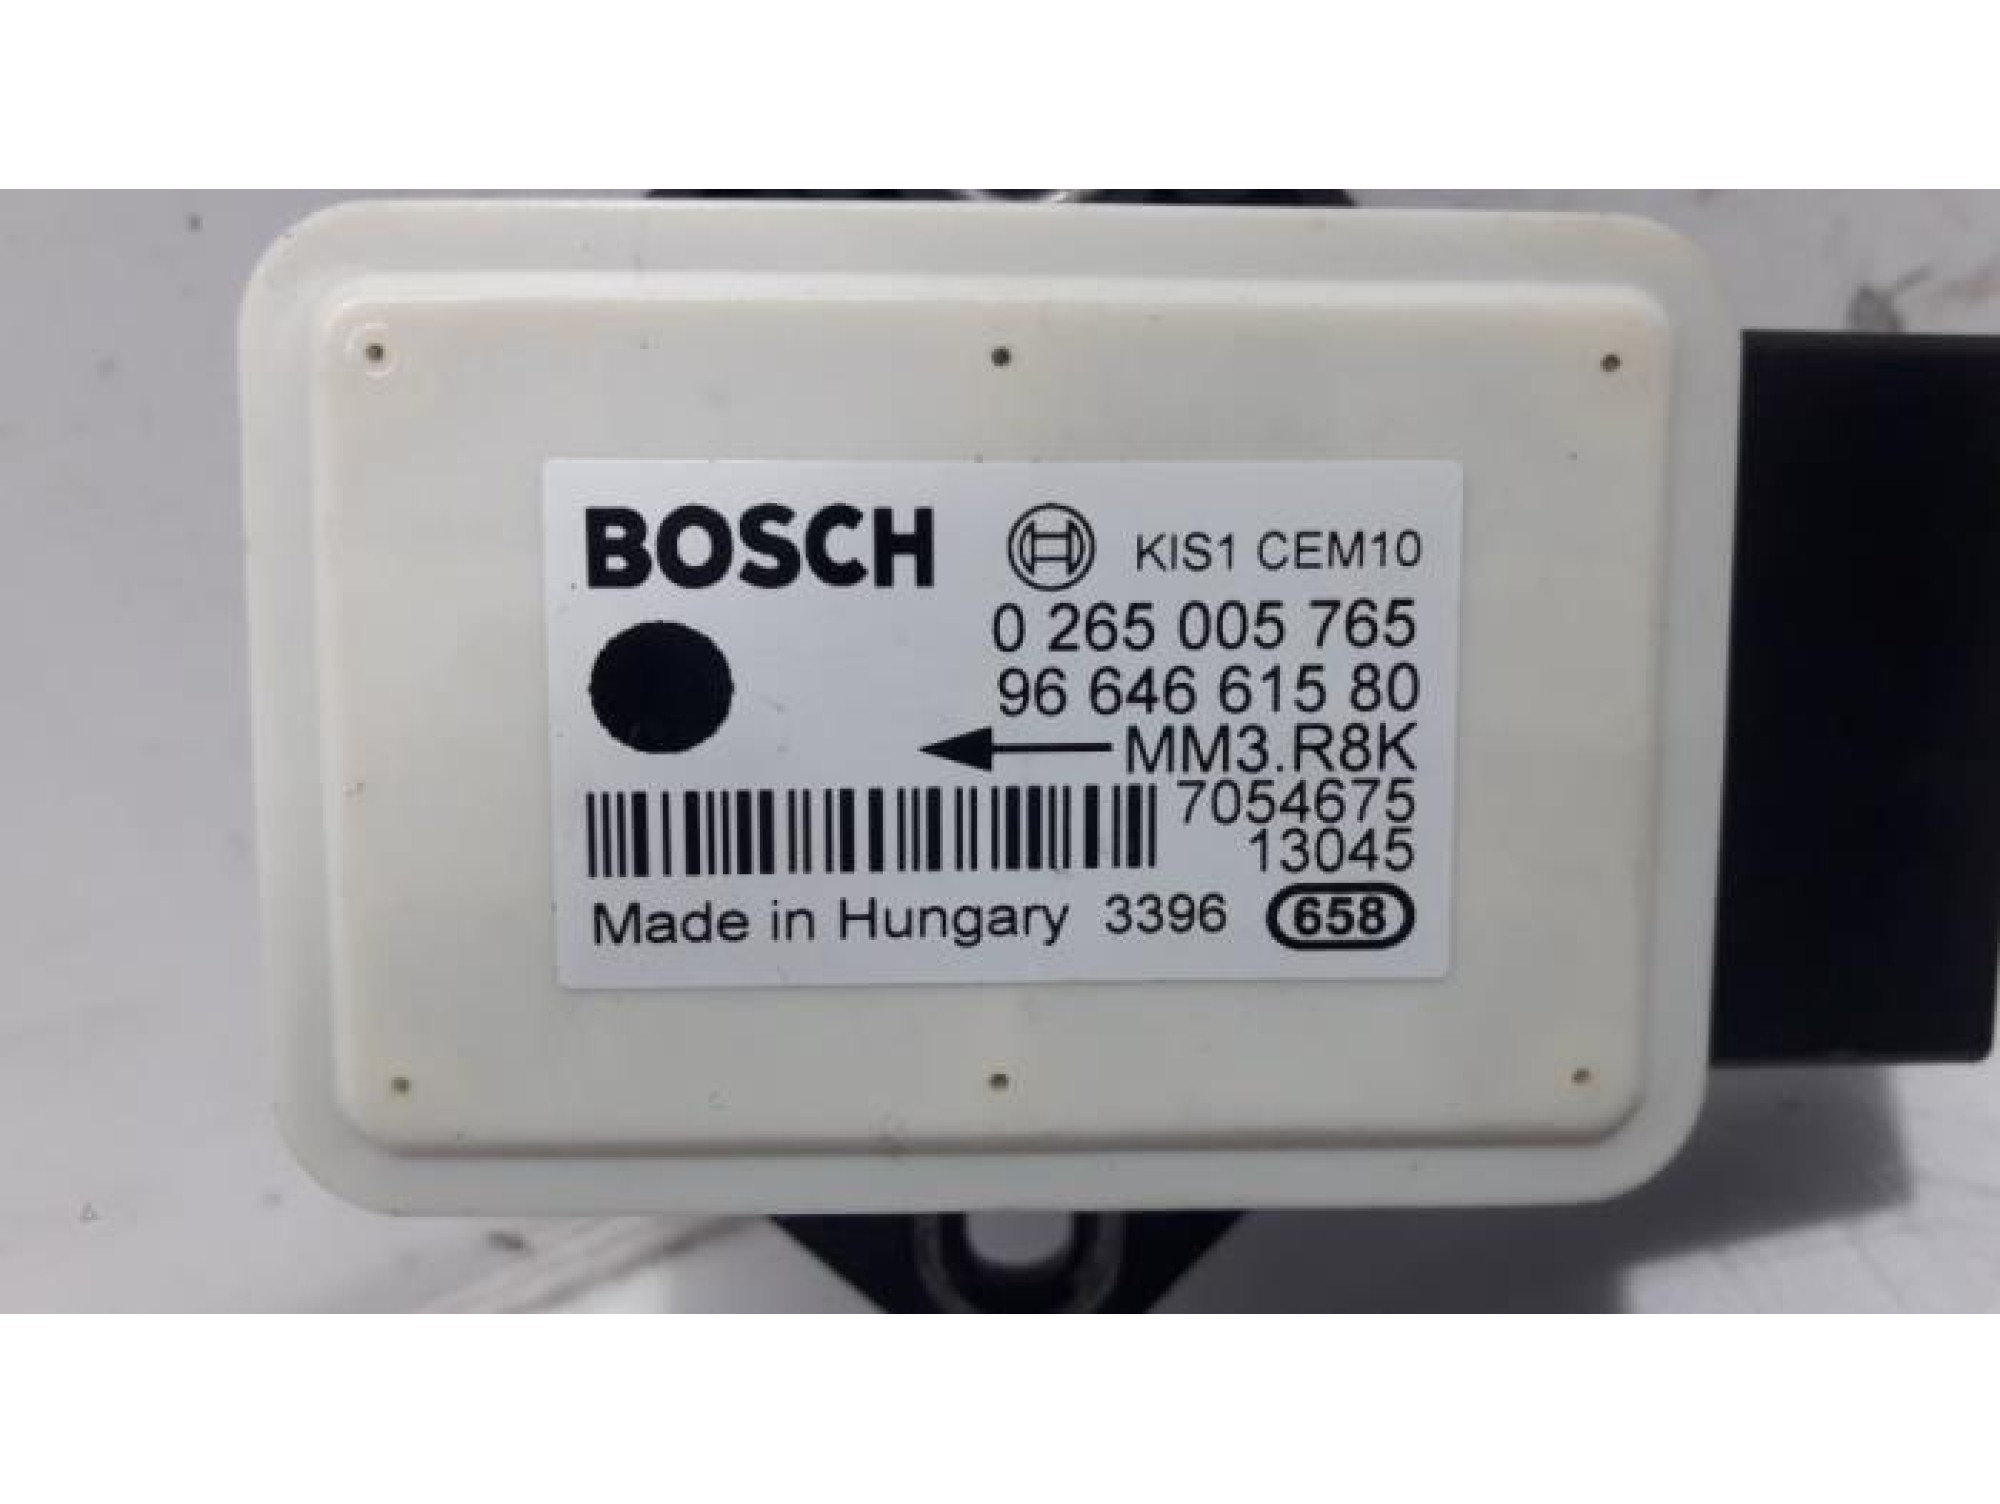 BOSCH KIS1 CEM10
0 265 005 765
96 646 615 80
MM3.R8K
7054675
13045
Made in Hungary 3396 658